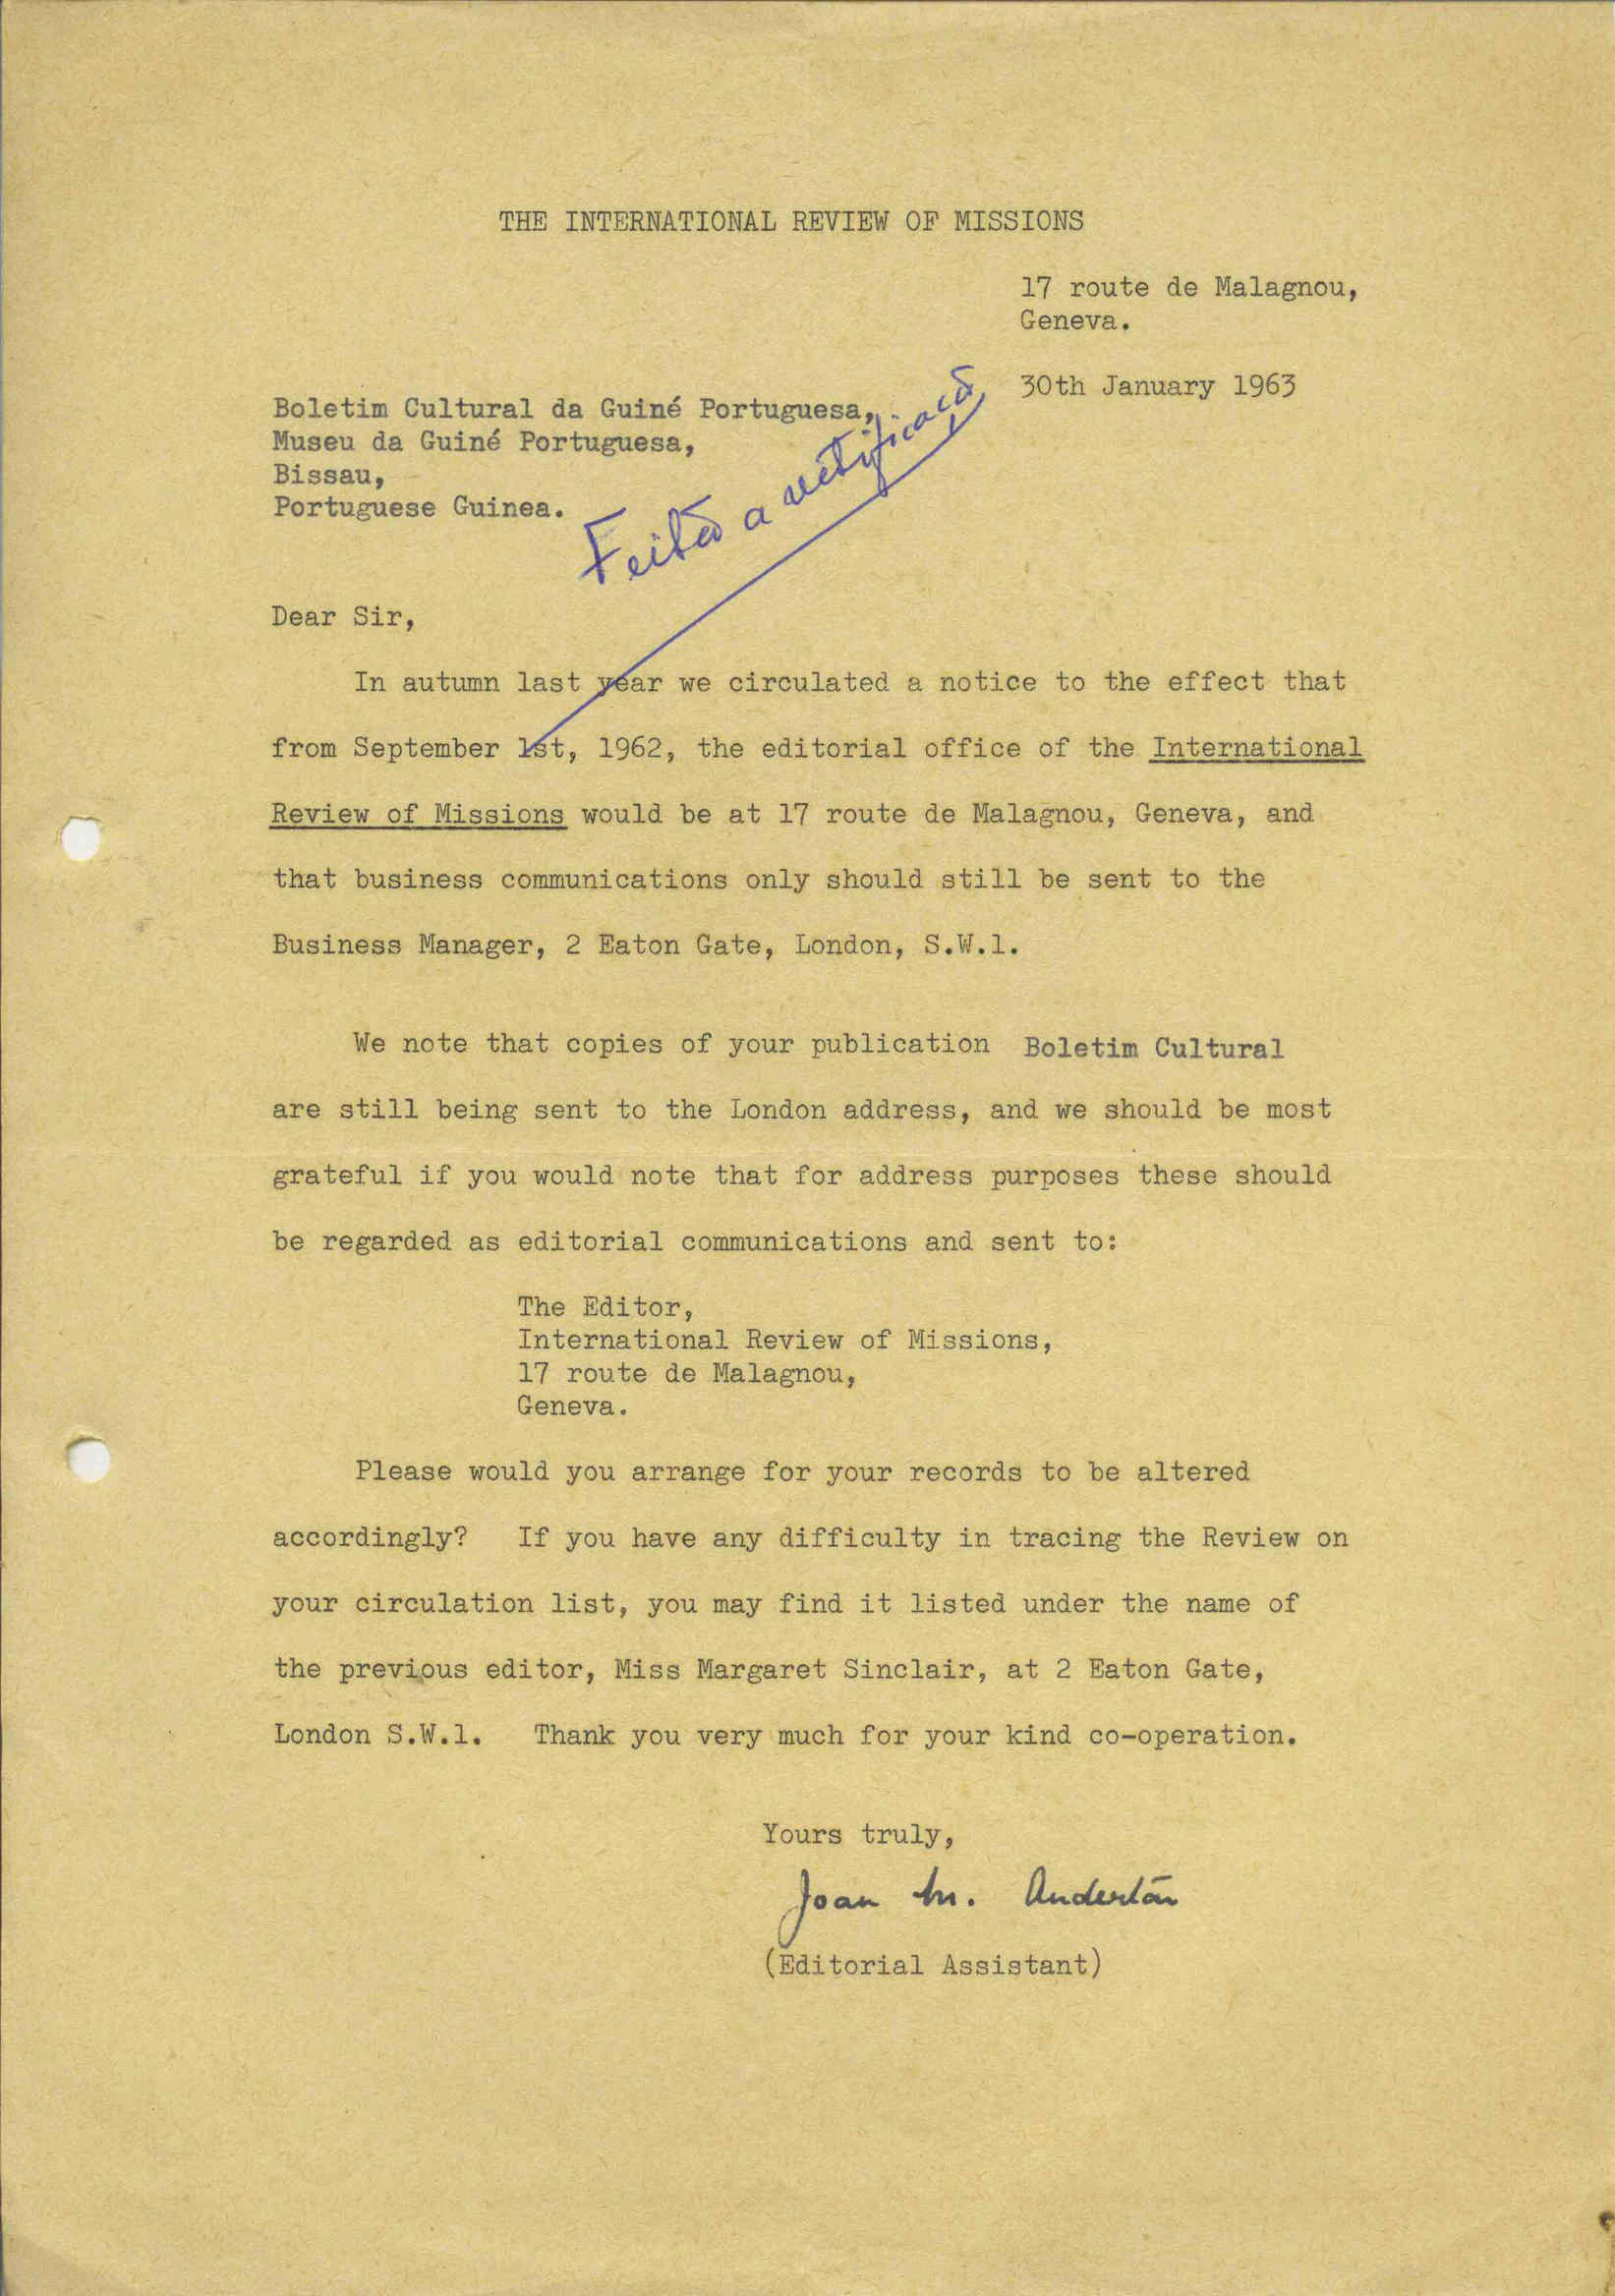 THE INTERNATIONAL REVIEW OF MISSIONS
17 route de Malagnou,
Geneva.
30th January 1963
Boletim Cultural da Guiné Portuguesa,
Museu da Guiné Portuguesa,
Bissau,
Portuguese Guinea.
Feito a retificação
Dear Sir,
In autumn last year we circulated a notice to the effect that
from September 1st, 1962, the editorial office of the International
Review of Missions would be at 17 route de Malagnou, Geneva, and
that business communications only should still be sent to the
Business Manager, 2 Eaton Gate, London, S.W.1.
We note that copies of your publication Boletim Cultural
are still being sent to the London address, and we should be most
grateful if you would note that for address purposes these should
be regarded as editorial communications and sent to:
The Editor,
International Review of Missions,
17 route de Malagnou,
Geneva.
Please would you arrange for your records to be altered
accordingly? If you have any difficulty in tracing the Review on
your circulation list, you may find it listed under the name of
the previous editor, Miss Margaret Sinclair, at 2 Eaton Gate,
London S.W.1. Thank you very much for your kind co-operation.
Yours truly,
Joan M. Anderton
(Editorial Assistant)